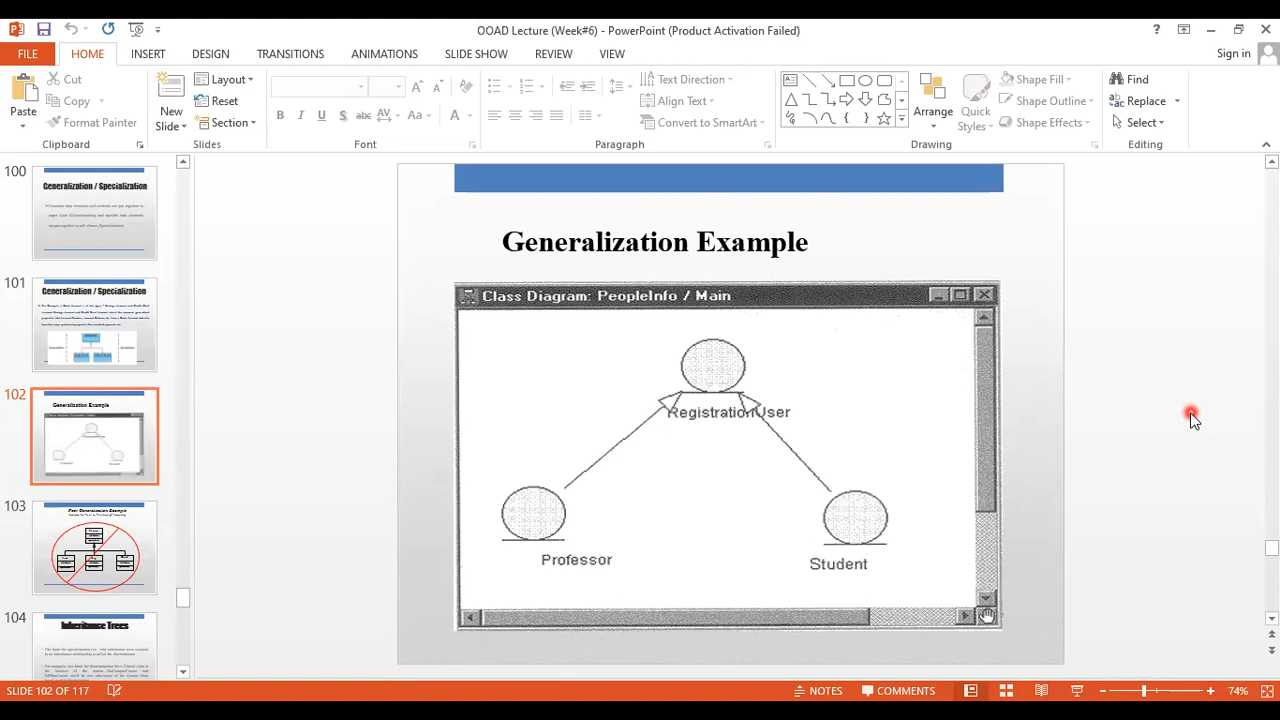 OOAD Lecture (Week#6) - PowerPoint (Product Activation Failed)
FILE HOME INSERT DESIGN TRANSITIONS ANIMATIONS SLIDE SHOW REVIEW VIEW Sign in
Paste
Cut
Copy
Format Painter
Clipboard
New Slide
Layout
Reset
Section
Slides
Font
Text Direction
Align Text
Convert to SmartArt
Paragraph
Arrange
Quick Styles
Shape Fill
Shape Outline
Shape Effects
Drawing
Find
Replace
Select
Editing
100
Generalization / Specialization
101
Generalization / Specialization
102
Generalization Example
103
Poor Generalization Example
104
Inheritance Trees
Generalization Example
Class Diagram: PeopleInfo / Main
RegistrationUser
Professor
Student
SLIDE 102 OF 117
NOTES
COMMENTS
74%